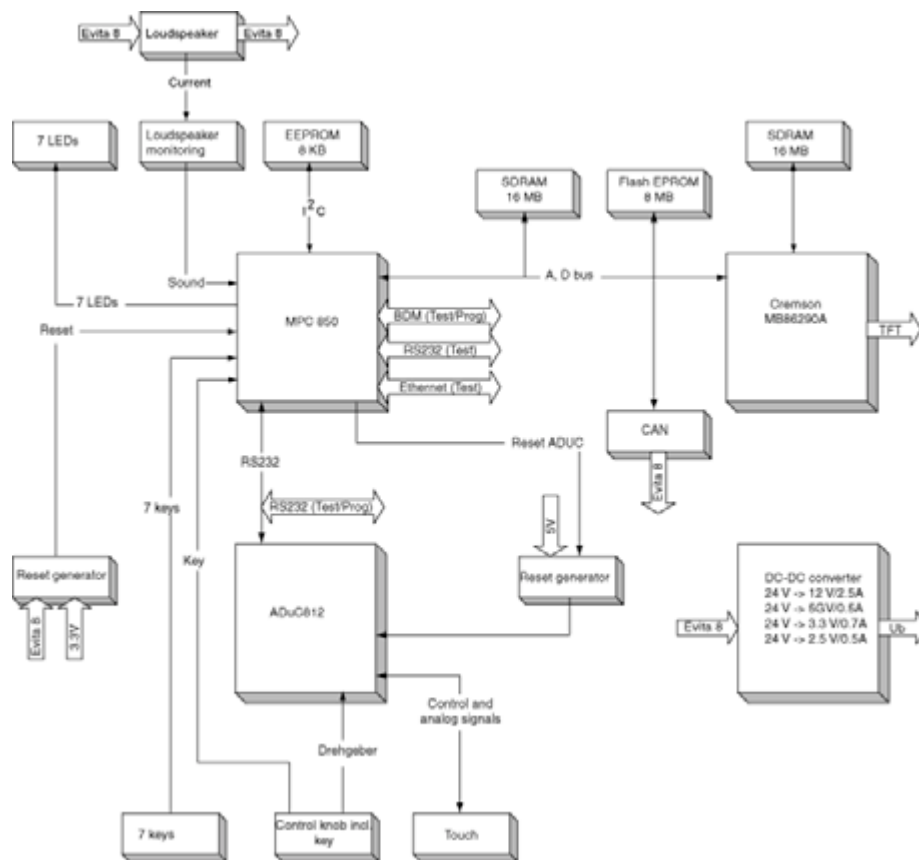 Evita 8
Loudspeaker
Evita 8
Current
7 LEDs
Loudspeaker
monitoring
EEPROM
8 KB
SDRAM
16 MB
SDRAM
16 MB
Flash EPROM
8 MB
I²C
Sound
A, D bus
7 LEDs
MPC 850
BDM (Test/Prog)
Cremson
MB86290A
Reset
TFT
RS232 (Test)
Ethernet (Test)
CAN
Reset ADUC
RS232
Evita 8
7 keys
RS232 (Test/Prog)
5V
Key
Reset generator
Reset generator
DC-DC converter
24 V -> 12 V/2.5A
24 V -> 5GV/0.6A
24 V -> 3.3 V/0.7A
24 V -> 2.5 V/0.5A
ADuC812
Evita 8
3.3V
Evita 8
Ub
Control and
analog signals
Drehgeber
7 keys
Control knob incl.
key
Touch